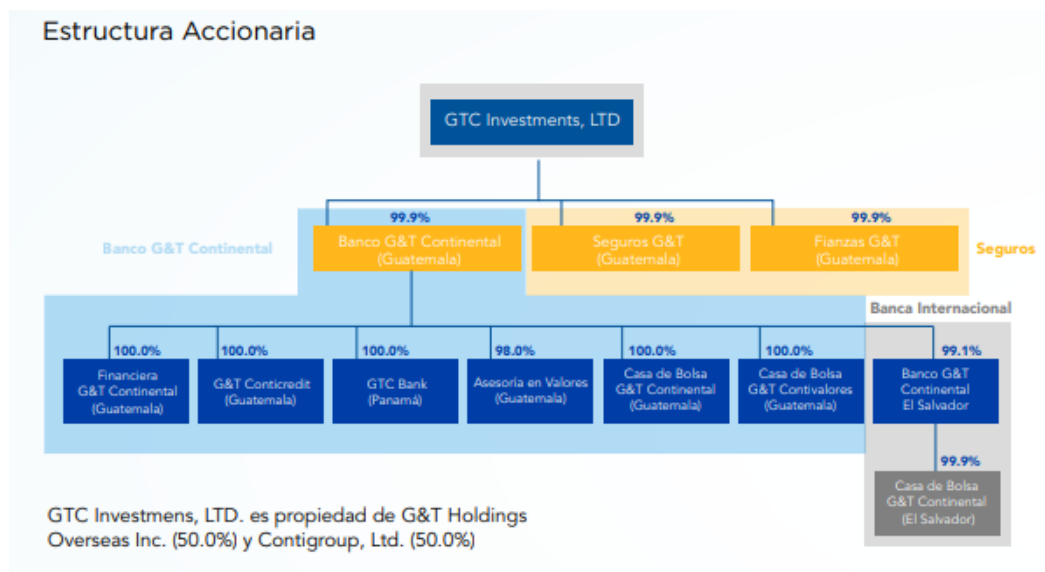 Estructura Accionaria
GTC Investments, LTD
99.9%
99.9%
99.9%
Banco G&T Continental
Banco G&T Continental
(Guatemala)
Seguros G&T
(Guatemala)
Fianzas G&T
(Guatemala)
Seguros
Banca Internacional
100.0%
100.0%
100.0%
98.0%
100.0%
100.0%
99.1%
Financiera
G&T Continental
(Guatemala)
G&T Conticredit
(Guatemala)
GTC Bank
(Panamá)
Asesoría en Valores
(Guatemala)
Casa de Bolsa
G&T Continental
(Guatemala)
Casa de Bolsa
G&T Contivalores
(Guatemala)
Banco G&T
Continental
El Salvador
99.9%
Casa de Bolsa
G&T Continental
(El Salvador)
GTC Investmens, LTD. es propiedad de G&T Holdings
Overseas Inc. (50.0%) y Contigroup, Ltd. (50.0%)